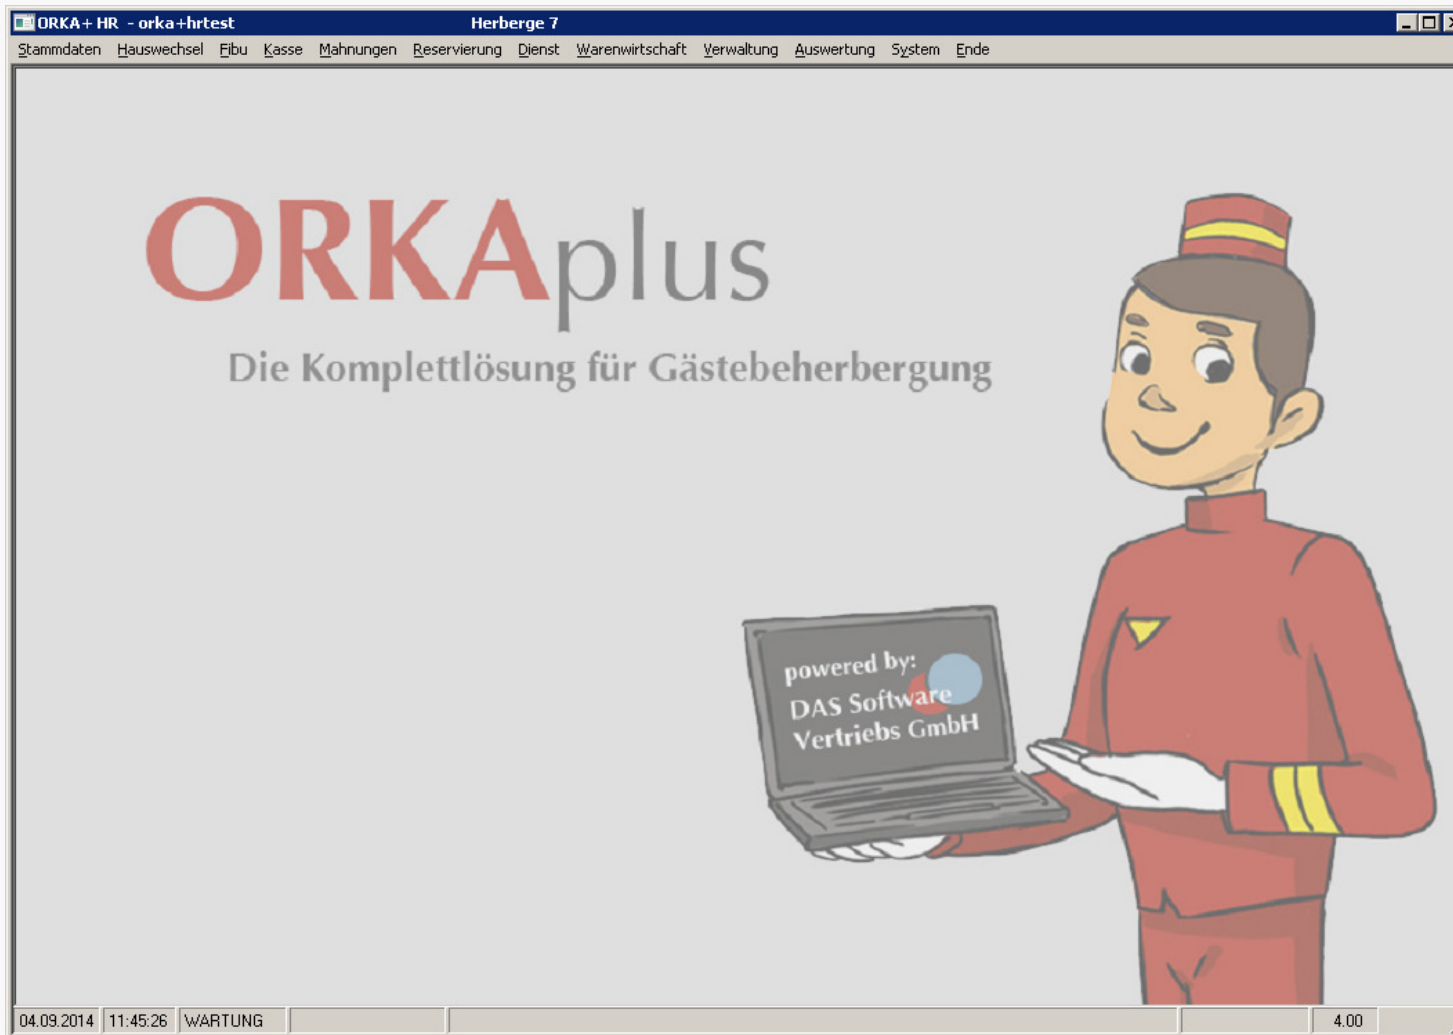 ORKA+ HR - orka+hrtest Herberge 7
Stammdaten Hauswechsel Fibu Kasse Mahnungen Reservierung Dienst Warenwirtschaft Verwaltung Auswertung System Ende
ORKAplus
Die Komplettlösung für Gästebeherbergung
powered by:
DAS Software
Vertriebs GmbH
04.09.2014 11:45:26 WARTUNG 4.00